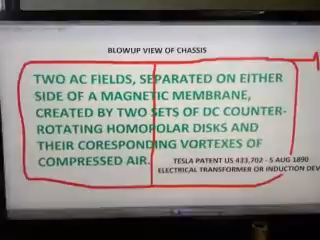 BLOWUP VIEW OF CHASSIS
TWO AC FIELDS, SEPARATED ON EITHER
SIDE OF A MAGNETIC MEMBRANE,
CREATED BY TWO SETS OF DC COUNTER-
ROTATING HOMOPOLAR DISKS AND
THEIR CORESPONDING VORTEXES OF
COMPRESSED AIR.
TESLA PATENT US 433,702 - 5 AUG 1890
ELECTRICAL TRANSFORMER OR INDUCTION DEV